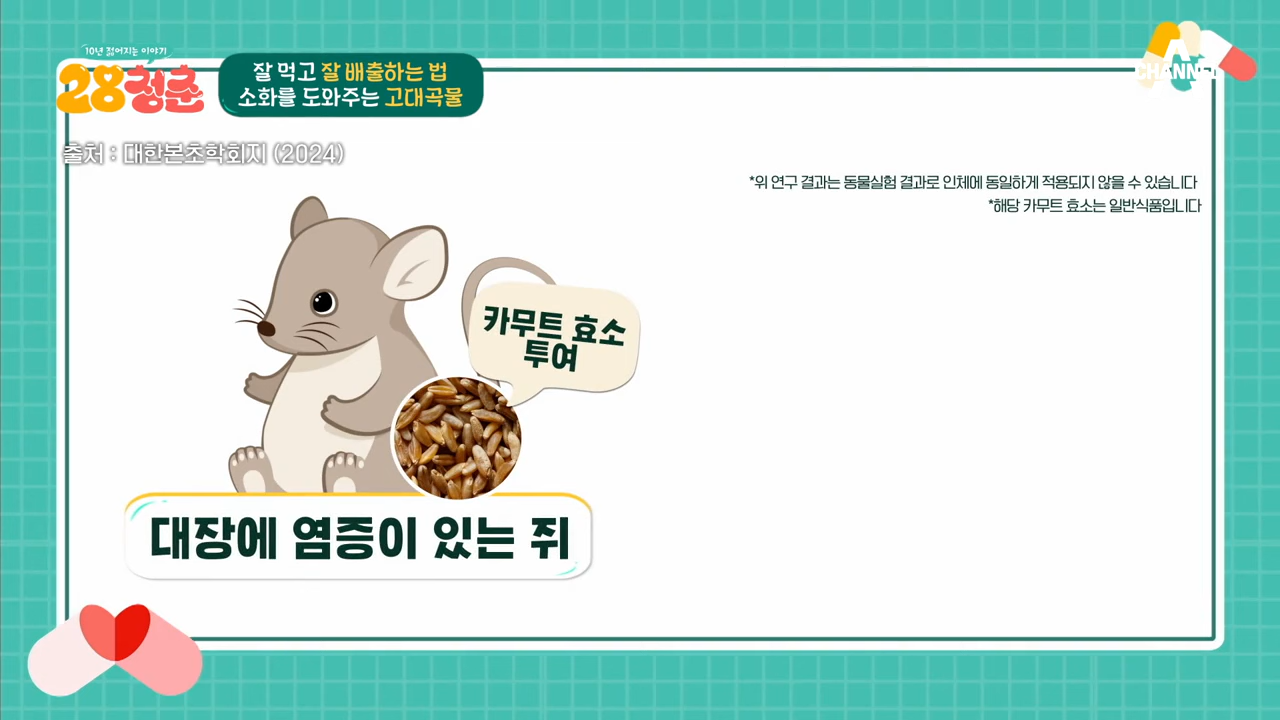 10년 젊어지는 이야기
28청춘
잘 먹고 잘 배출하는 법
소화를 도와주는 고대곡물
CHANNEL A
출처 : 대한본초학회지 (2024)
*위 연구 결과는 동물실험 결과로 인체에 동일하게 적용되지 않을 수 있습니다
*해당 카무트 효소는 일반식품입니다
카무트 효소
투여
대장에 염증이 있는 쥐